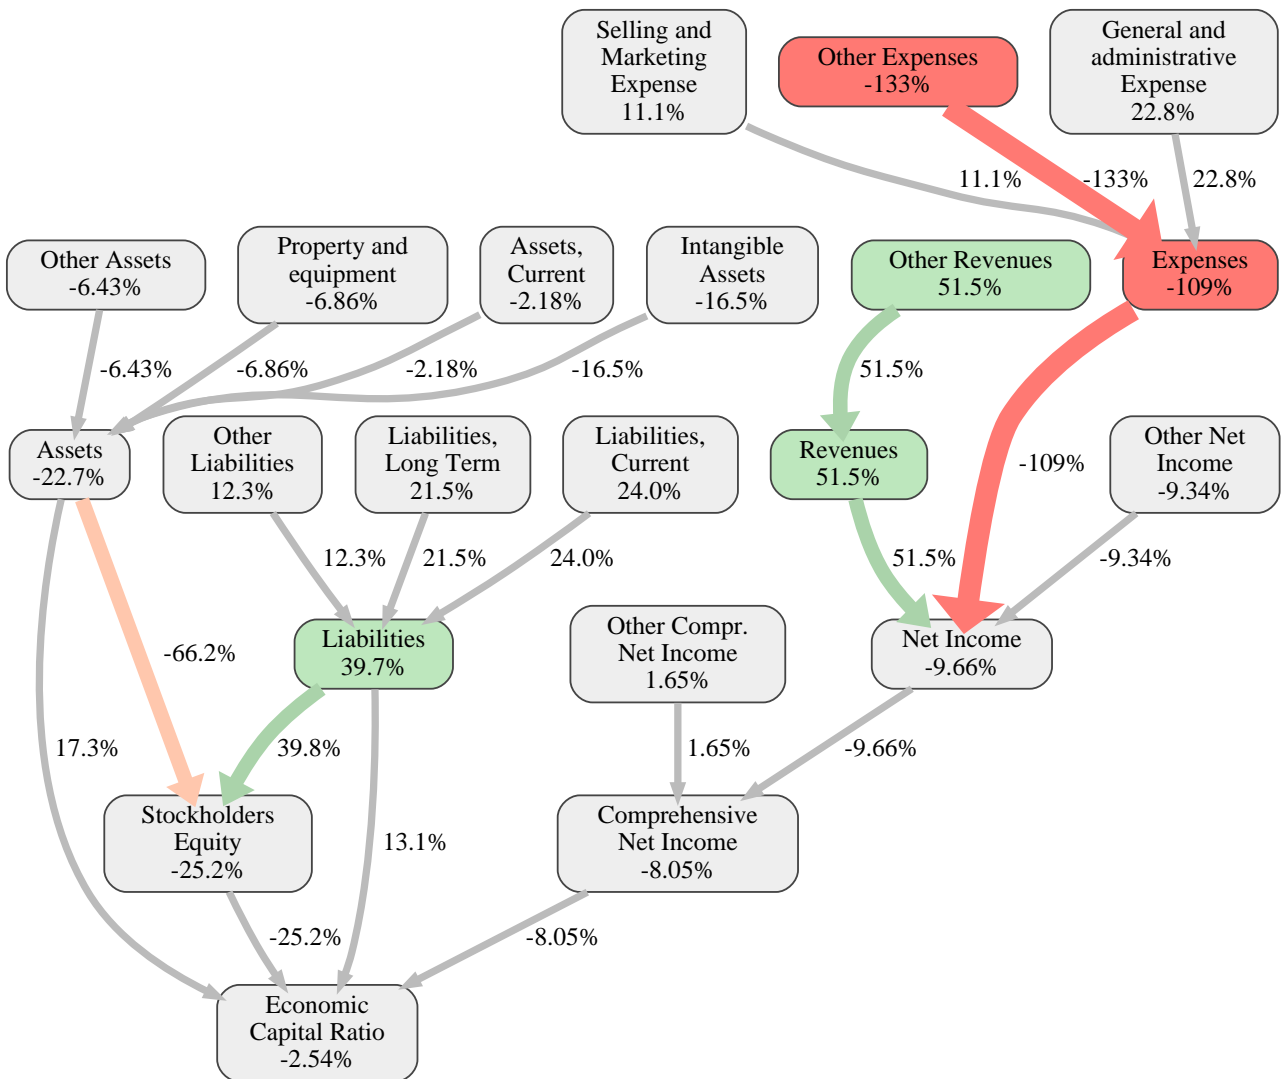 Selling and
Marketing
Expense
11.1%
Other Expenses
-133%
General and
administrative
Expense
22.8%
11.1%
-133%
22.8%
Other Assets
-6.43%
Property and
equipment
-6.86%
Assets,
Current
-2.18%
Intangible
Assets
-16.5%
Other Revenues
51.5%
Expenses
-109%
-6.43%
-6.86%
-2.18%
-16.5%
51.5%
Assets
-22.7%
Other
Liabilities
12.3%
Liabilities,
Long Term
21.5%
Liabilities,
Current
24.0%
Revenues
51.5%
-109%
Other Net
Income
-9.34%
12.3%
21.5%
24.0%
51.5%
-9.34%
-66.2%
Liabilities
39.7%
Other Compr.
Net Income
1.65%
Net Income
-9.66%
17.3%
39.8%
1.65%
-9.66%
Stockholders
Equity
-25.2%
13.1%
Comprehensive
Net Income
-8.05%
-25.2%
-8.05%
Economic
Capital Ratio
-2.54%